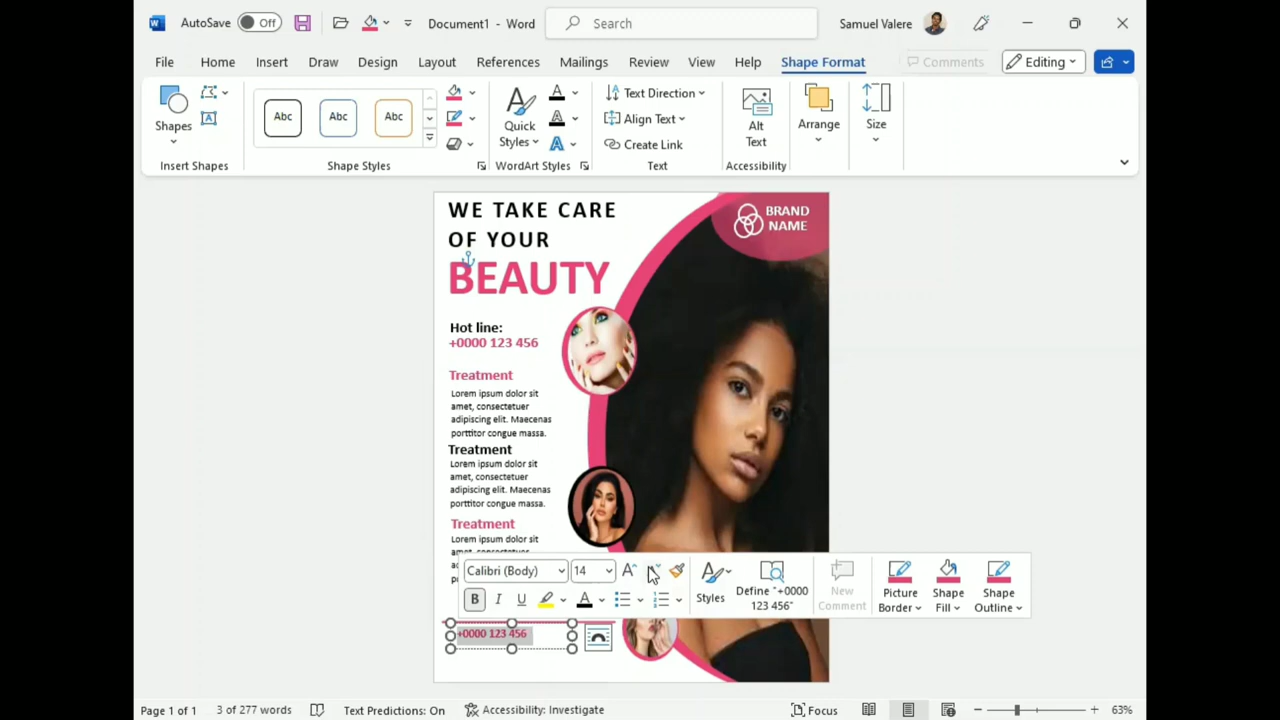 AutoSave Off Document1 - Word Search Samuel Valere
File Home Insert Draw Design Layout References Mailings Review View Help Shape Format Comments Editing
Shapes
Insert Shapes
Abc Abc Abc
Shape Styles
Quick
Styles
WordArt Styles
Text Direction
Align Text
Create Link
Text
Alt
Text
Accessibility
Arrange
Size
WE TAKE CARE
OF YOUR
BEAUTY
BRAND
NAME
Hot line:
+0000 123 456
Treatment
Lorem ipsum dolor sit
amet, consectetuer
adipiscing elit. Maecenas
porttitor congue massa.
Treatment
Lorem ipsum dolor sit
amet, consectetuer
adipiscing elit. Maecenas
porttitor congue massa.
Treatment
Lorem ipsum dolor sit
Calibri (Body) 14
B I U
Styles
Define "+0000
123 456"
New
Comment
Picture
Border
Shape
Fill
Shape
Outline
+0000 123 456
Page 1 of 1 3 of 277 words Text Predictions: On Accessibility: Investigate Focus 63%